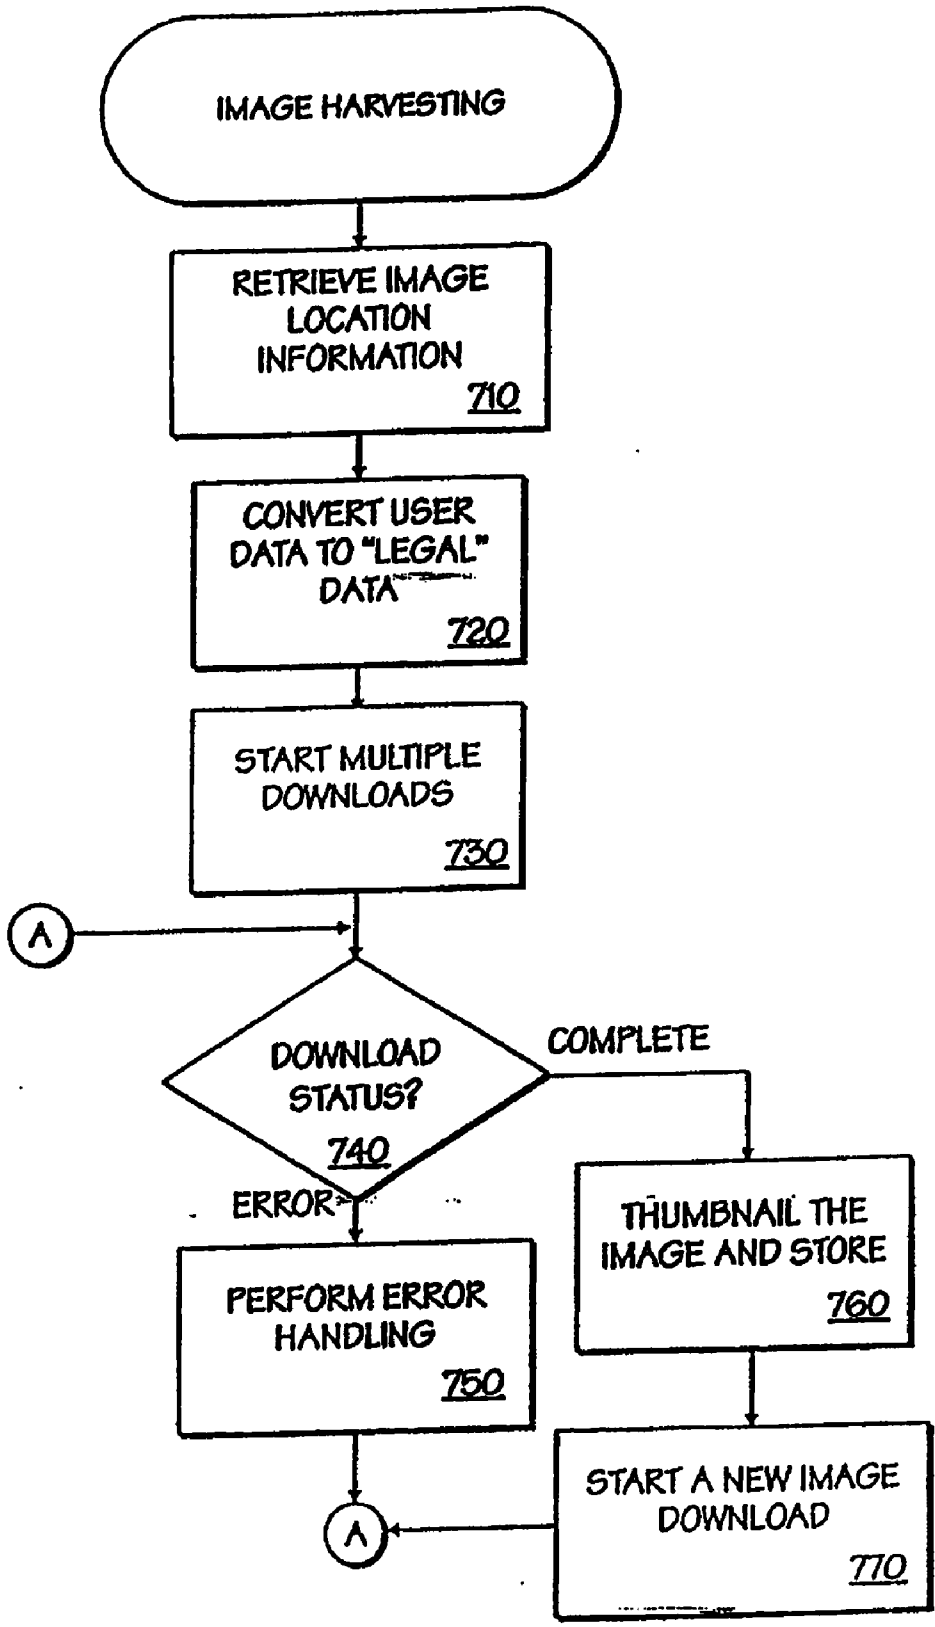 IMAGE HARVESTING
RETRIEVE IMAGE
LOCATION
INFORMATION
710
CONVERT USER
DATA TO "LEGAL"
DATA
720
START MULTIPLE
DOWNLOADS
730
A
DOWNLOAD
STATUS?
740
COMPLETE
ERROR
THUMBNAIL THE
IMAGE AND STORE
760
PERFORM ERROR
HANDLING
750
START A NEW IMAGE
DOWNLOAD
770
A